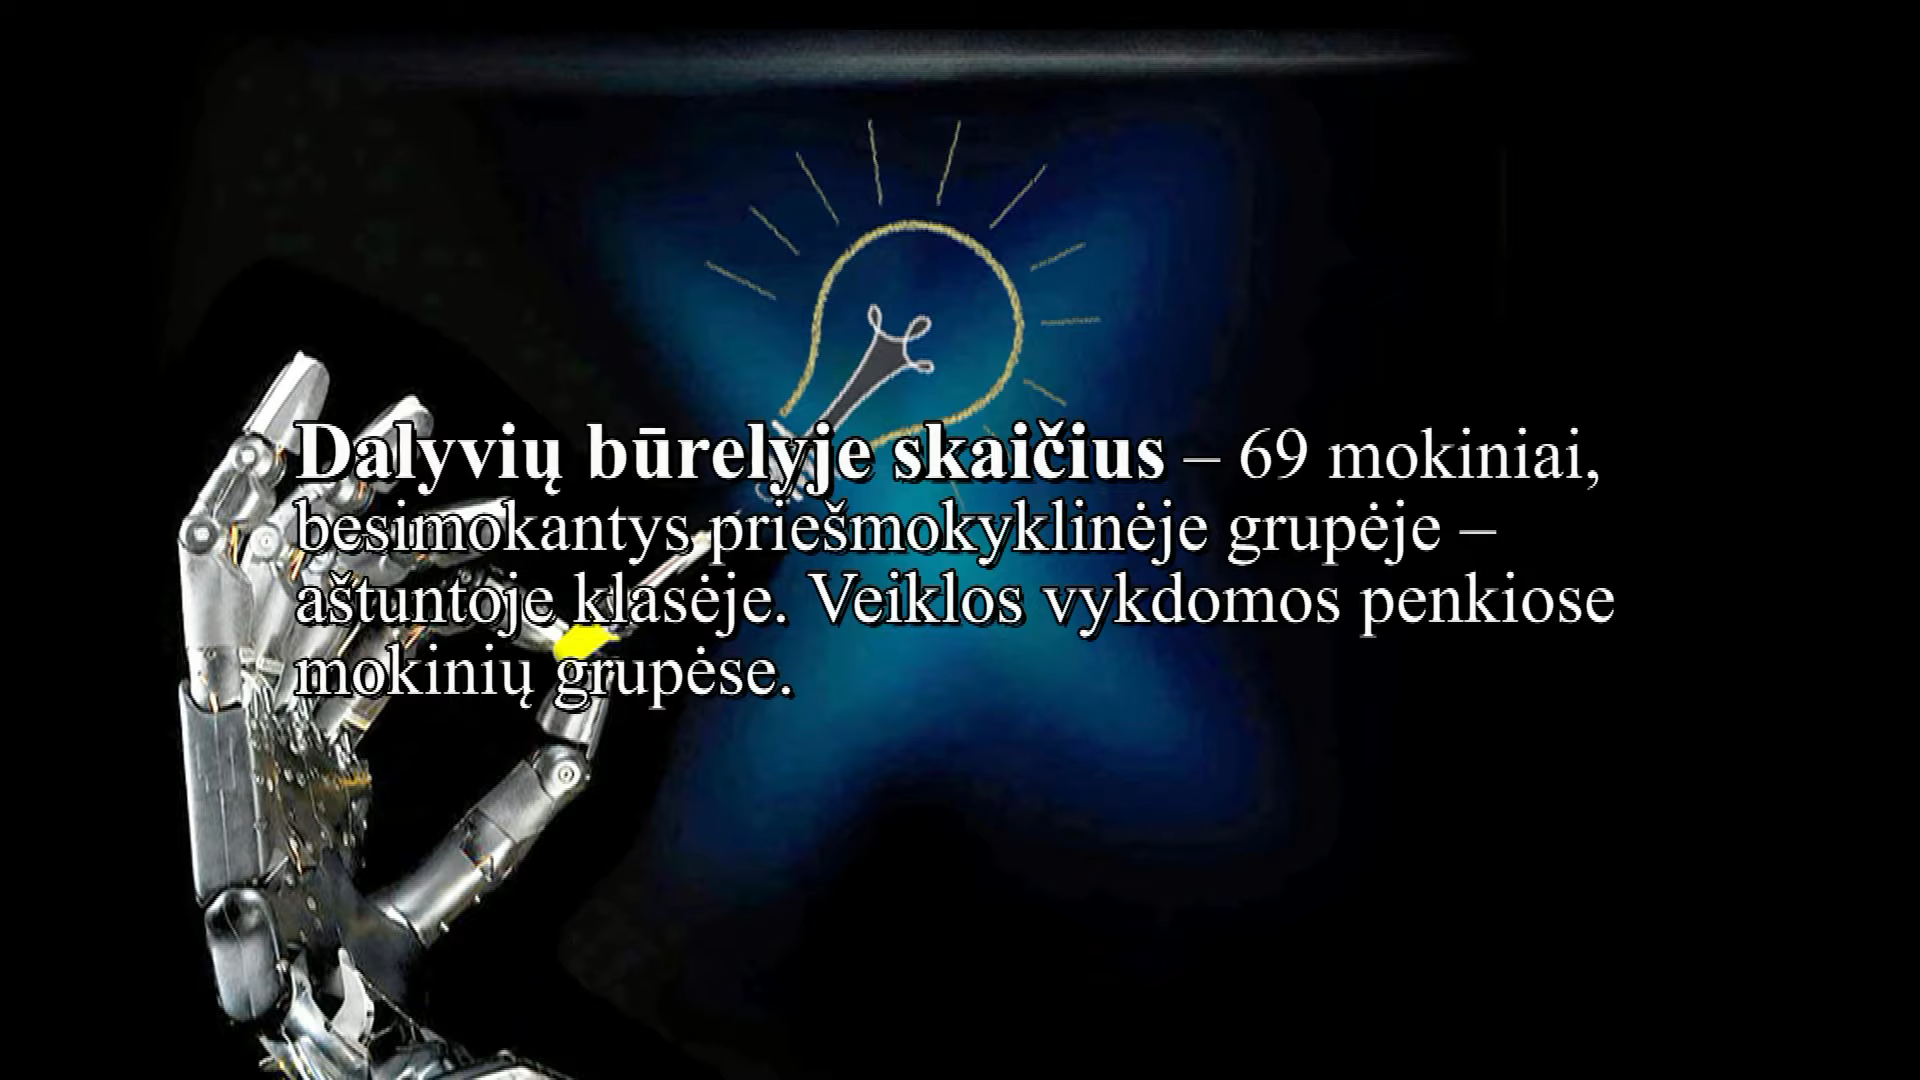 Dalyvių būrelyje skaičius – 69 mokiniai,
besimokantys priešmokyklinėje grupėje –
aštuntoje klasėje. Veiklos vykdomos penkiose
mokinių grupėse.